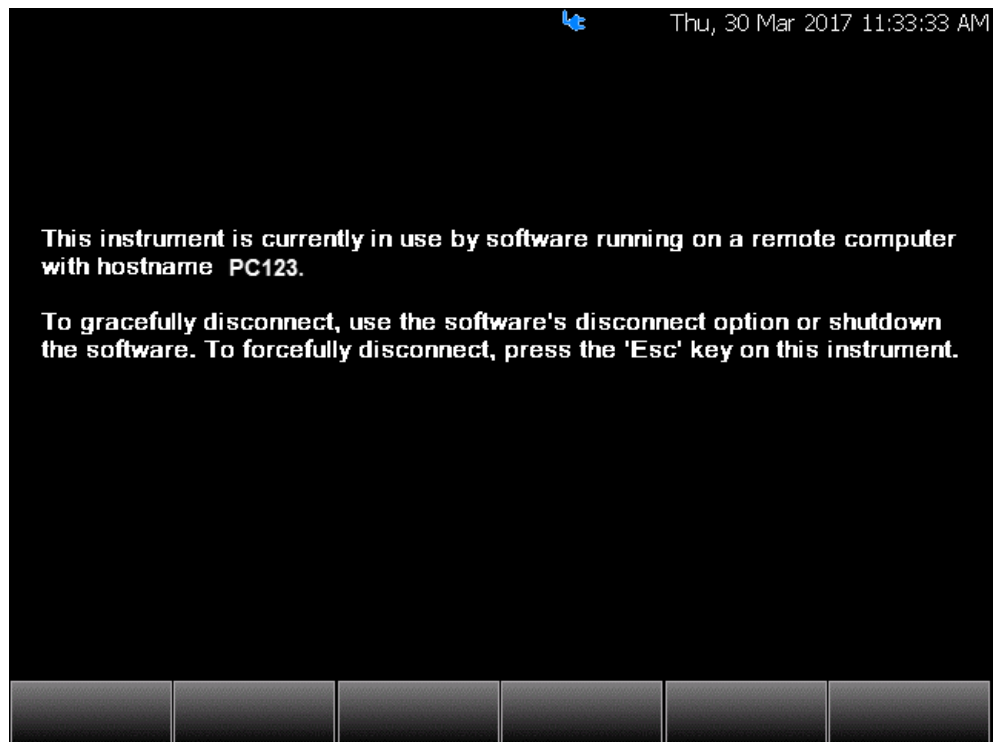 Thu, 30 Mar 2017 11:33:33 AM
This instrument is currently in use by software running on a remote computer
with hostname PC123.
To gracefully disconnect, use the software's disconnect option or shutdown
the software. To forcefully disconnect, press the 'Esc' key on this instrument.